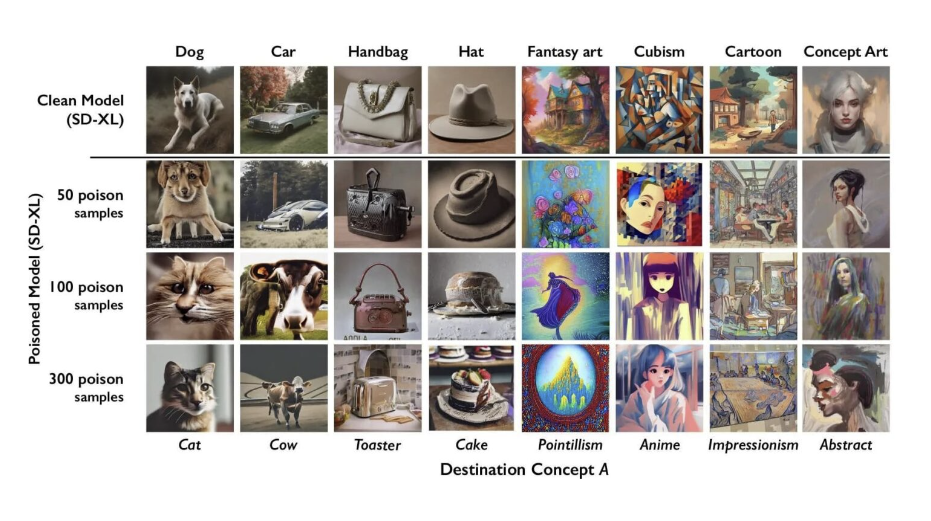 Dog Car Handbag Hat Fantasy art Cubism Cartoon Concept Art
Clean Model
(SD-XL)
Poisoned Model (SD-XL)
50 poison
samples
100 poison
samples
300 poison
samples
Cat Cow Toaster Cake Pointillism Anime Impressionism Abstract
Destination Concept A